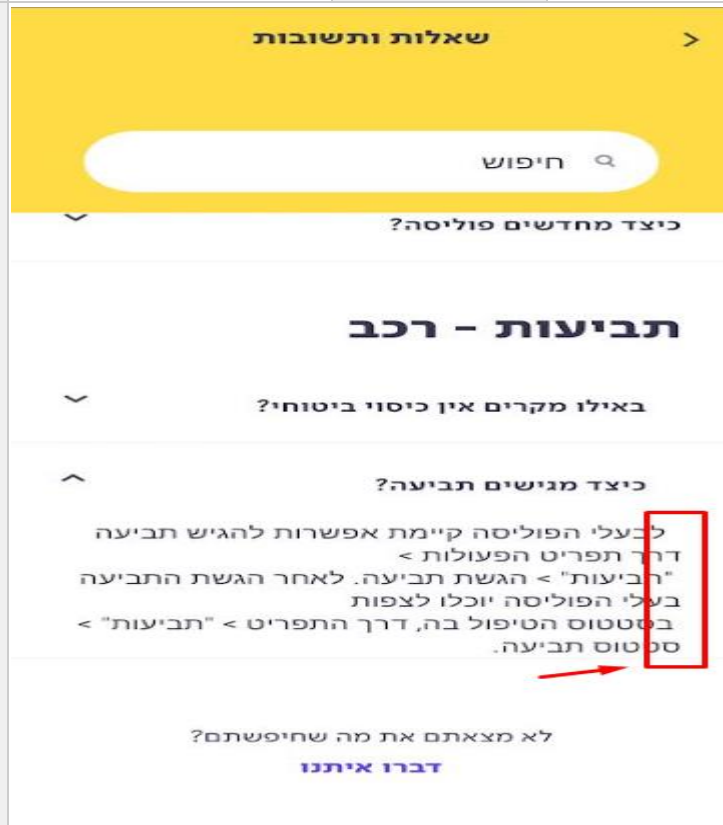 שאלות ותשובות
חיפוש
כיצד מחדשים פוליסה?
תביעות – רכב
באילו מקרים אין כיסוי ביטוחי?
כיצד מגישים תביעה?
לבעלי הפוליסה קיימת אפשרות להגיש תביעה
דרך תפריט הפעולות >
"תביעות" > הגשת תביעה. לאחר הגשת התביעה
בעלי הפוליסה יוכלו לצפות
בסטטוס הטיפול בה, דרך התפריט > "תביעות" >
סטטוס תביעה.
לא מצאתם את מה שחיפשתם?
דברו איתנו